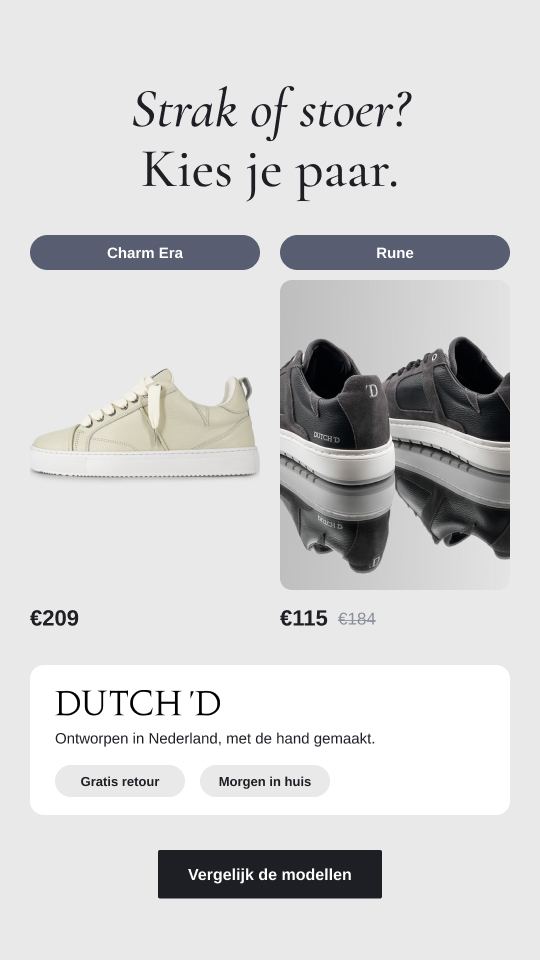 Strak of stoer?
Kies je paar.
Charm Era
Rune
'D
DUTCH 'D
€209
€115 €184
DUTCH 'D
Ontworpen in Nederland, met de hand gemaakt.
Gratis retour
Morgen in huis
Vergelijk de modellen